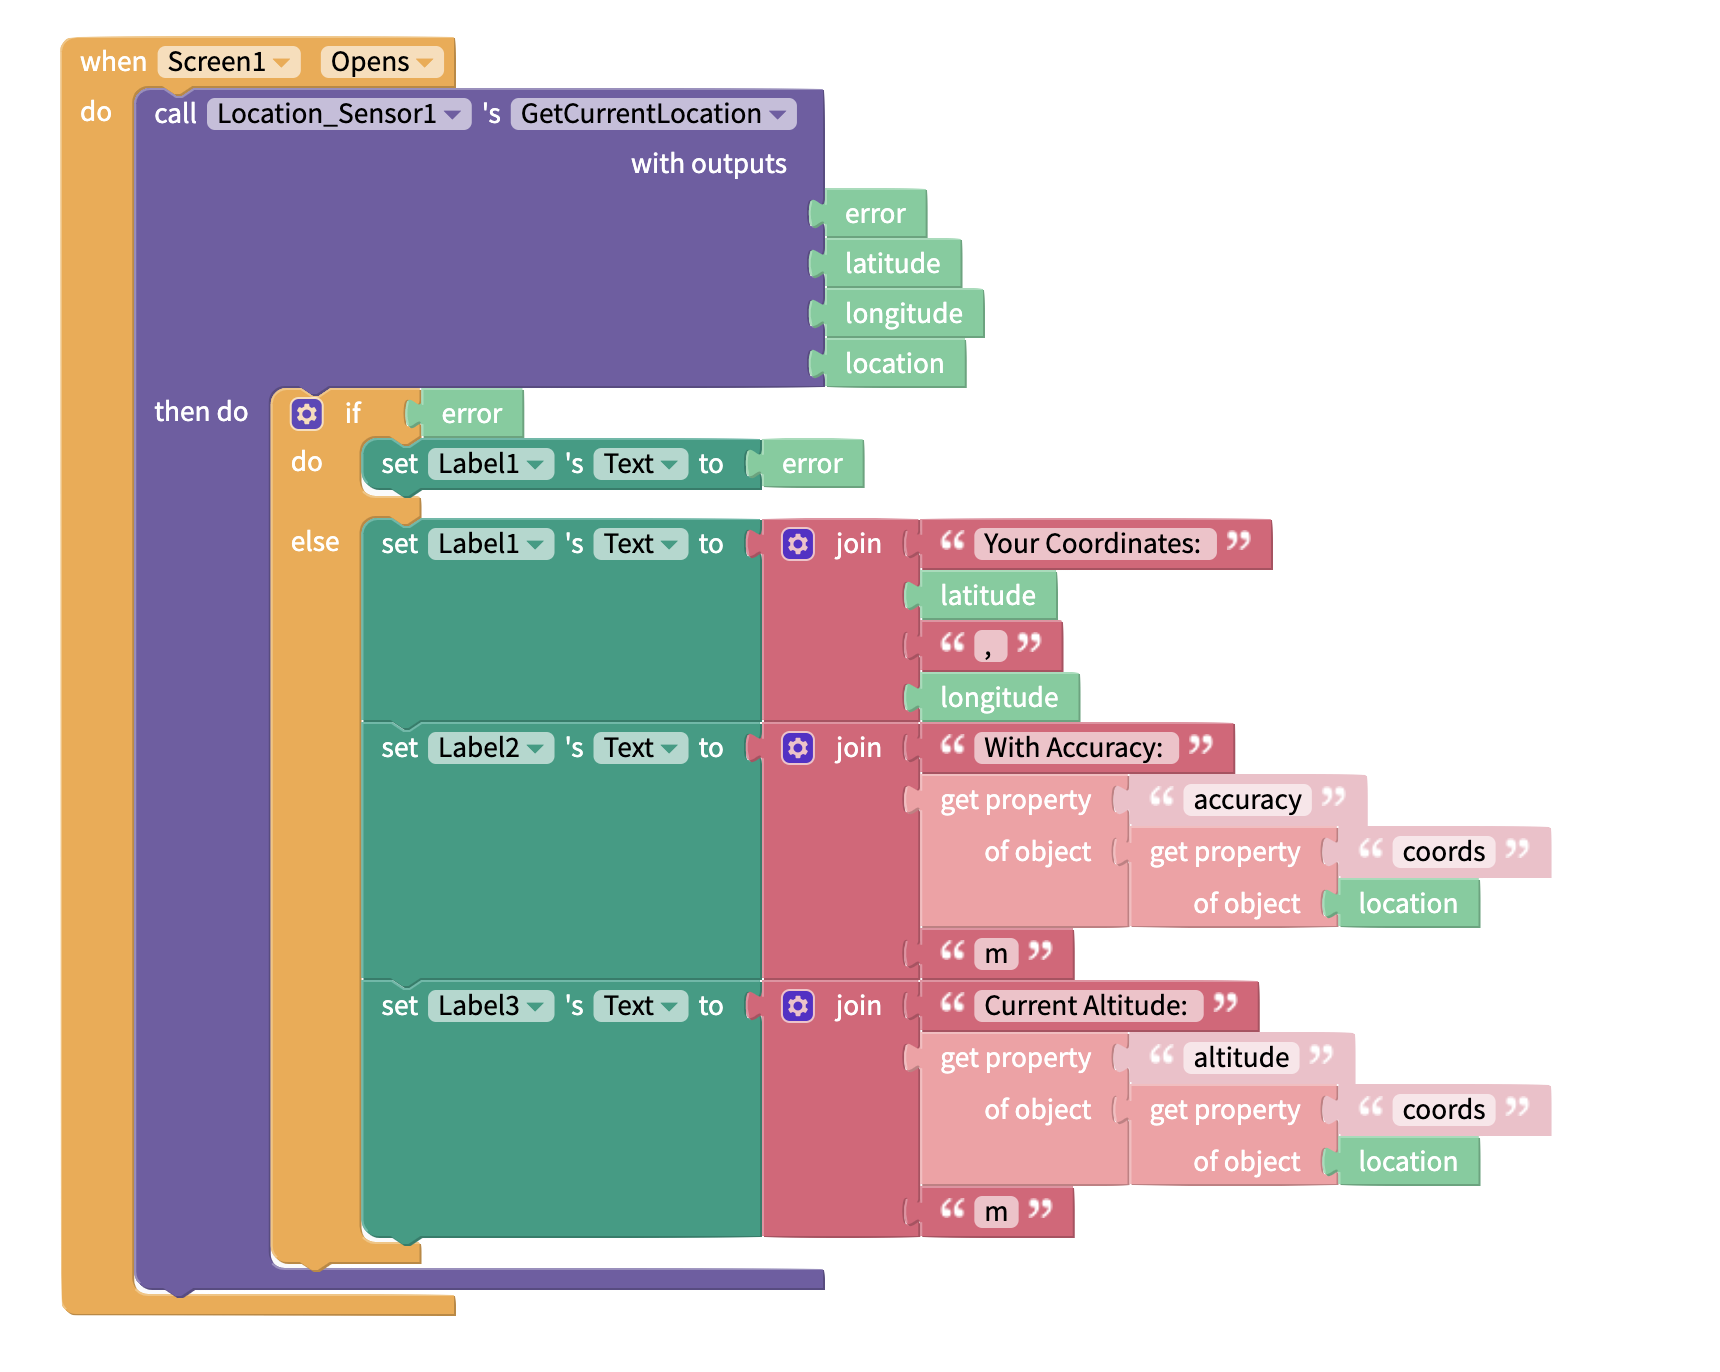 when Screen1 Opens
do call Location_Sensor1 's GetCurrentLocation
with outputs
error
latitude
longitude
location
then do if error
do set Label1 's Text to error
else set Label1 's Text to join “ Your Coordinates: ”
latitude
“ , ”
longitude
set Label2 's Text to join “ With Accuracy: ”
get property “ accuracy ”
of object get property “ coords ”
of object location
“ m ”
set Label3 's Text to join “ Current Altitude: ”
get property “ altitude ”
of object get property “ coords ”
of object location
“ m ”